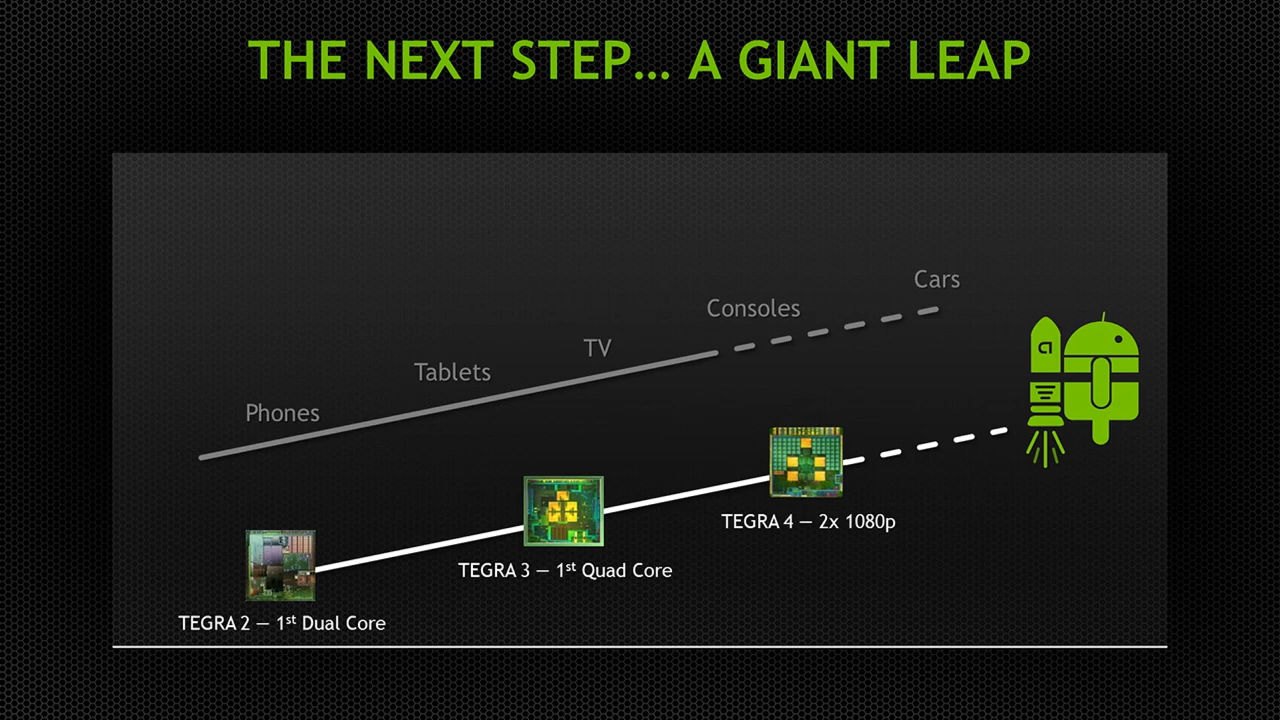 THE NEXT STEP... A GIANT LEAP
Cars
Consoles
TV
Tablets
Phones
a
TEGRA 4 – 2x 1080p
TEGRA 3 – 1st Quad Core
TEGRA 2 – 1st Dual Core